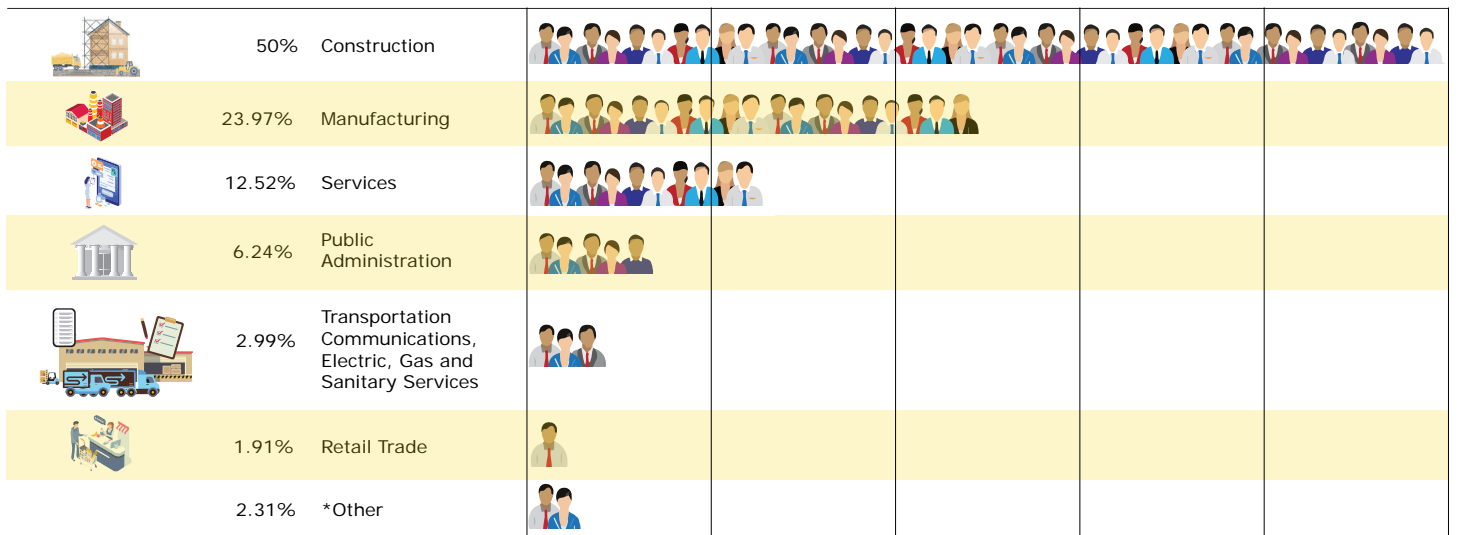 50% Construction
23.97% Manufacturing
12.52% Services
6.24% Public
Administration
2.99% Transportation
Communications,
Electric, Gas and
Sanitary Services
1.91% Retail Trade
2.31% *Other